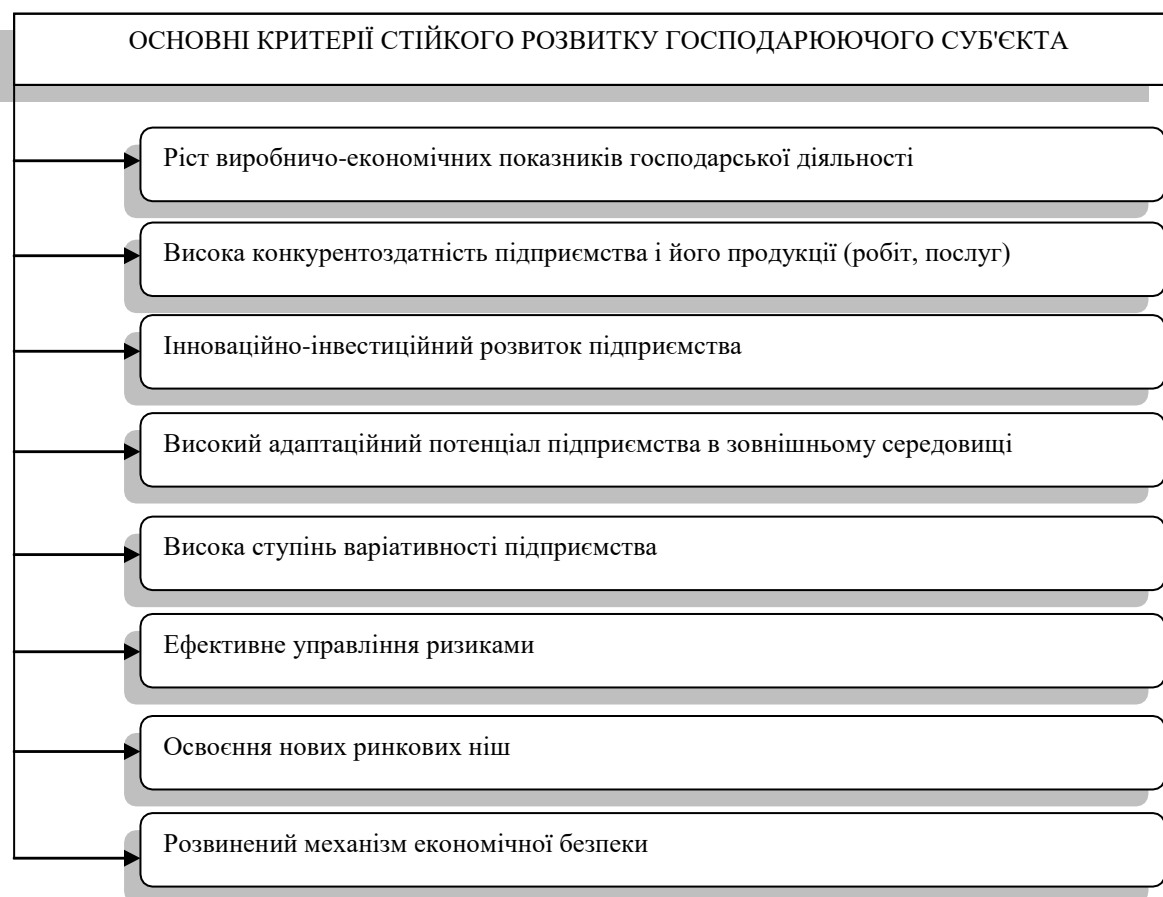 ОСНОВНІ КРИТЕРІЇ СТІЙКОГО РОЗВИТКУ ГОСПОДАРЮЮЧОГО СУБ'ЄКТА
Ріст виробничо-економічних показників господарської діяльності
Висока конкурентоздатність підприємства і його продукції (робіт, послуг)
Інноваційно-інвестиційний розвиток підприємства
Високий адаптаційний потенціал підприємства в зовнішньому середовищі
Висока ступінь варіативності підприємства
Ефективне управління ризиками
Освоєння нових ринкових ніш
Розвинений механізм економічної безпеки